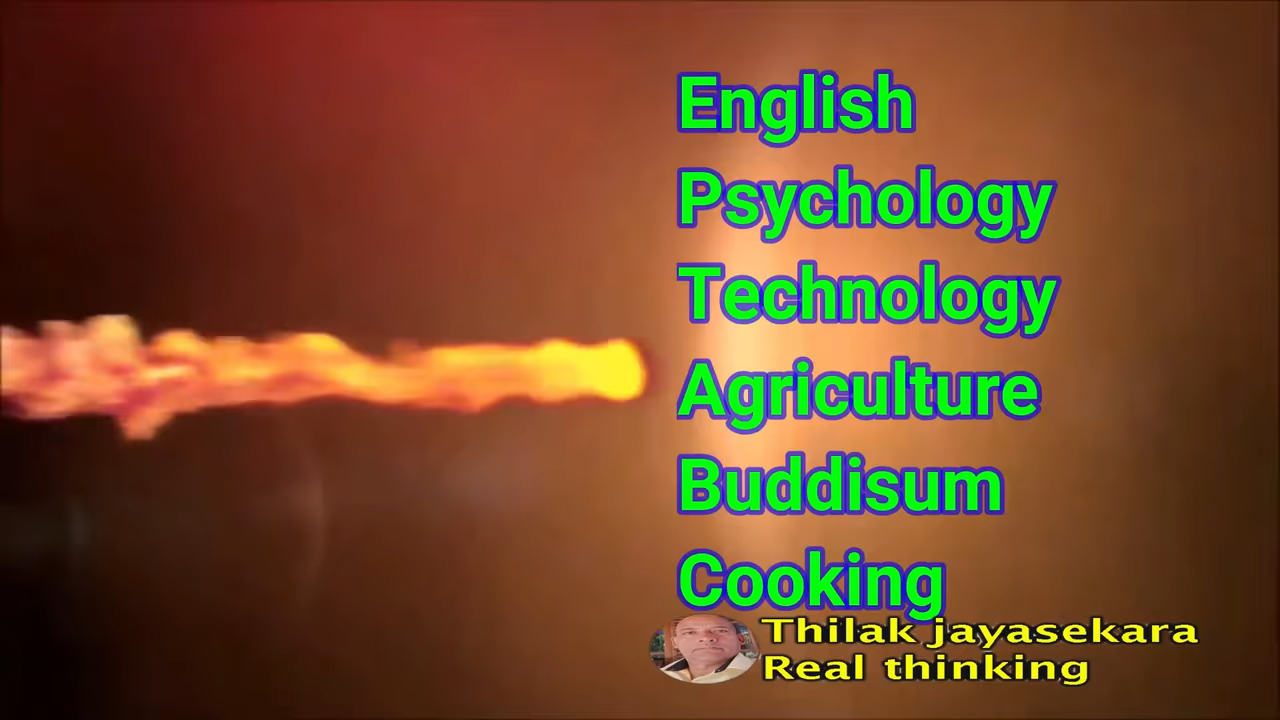 English
Psychology
Technology
Agriculture
Buddisum
Cooking
Thilak jayasekara
Real thinking